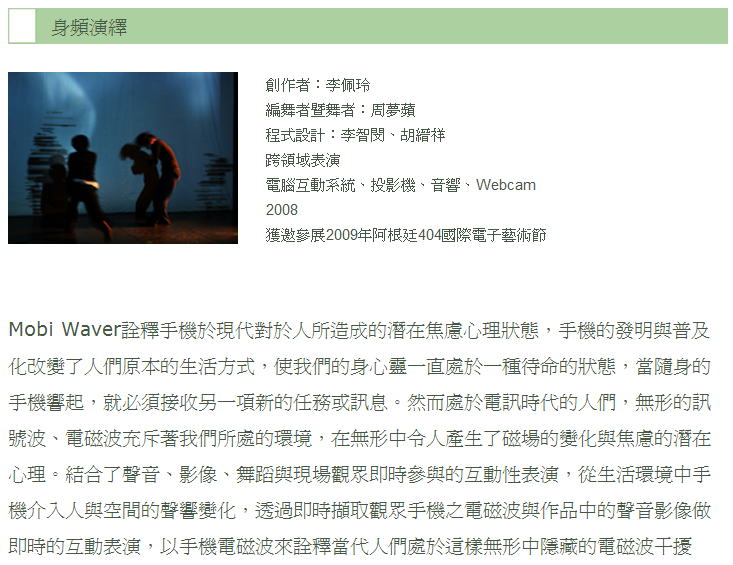 身頻演繹
創作者：李佩玲
編舞者暨舞者：周夢蘋
程式設計：李智閔、胡縉祥
跨領域表演
電腦互動系統、投影機、音響、Webcam
2008
獲邀參展2009年阿根廷404國際電子藝術節
Mobi Waver詮釋手機於現代對於人所造成的潛在焦慮心理狀態，手機的發明與普及
化改變了人們原本的生活方式，使我們的身心靈一直處於一種待命的狀態，當隨身的
手機響起，就必須接收另一項新的任務或訊息。然而處於電訊時代的人們，無形的訊
號波、電磁波充斥著我們所處的環境，在無形中令人產生了磁場的變化與焦慮的潛在
心理。結合了聲音、影像、舞蹈與現場觀眾即時參與的互動性表演，從生活環境中手
機介入人與空間的聲響變化，透過即時擷取觀眾手機之電磁波與作品中的聲音影像做
即時的互動表演，以手機電磁波來詮釋當代人們處於這樣無形中隱藏的電磁波干擾